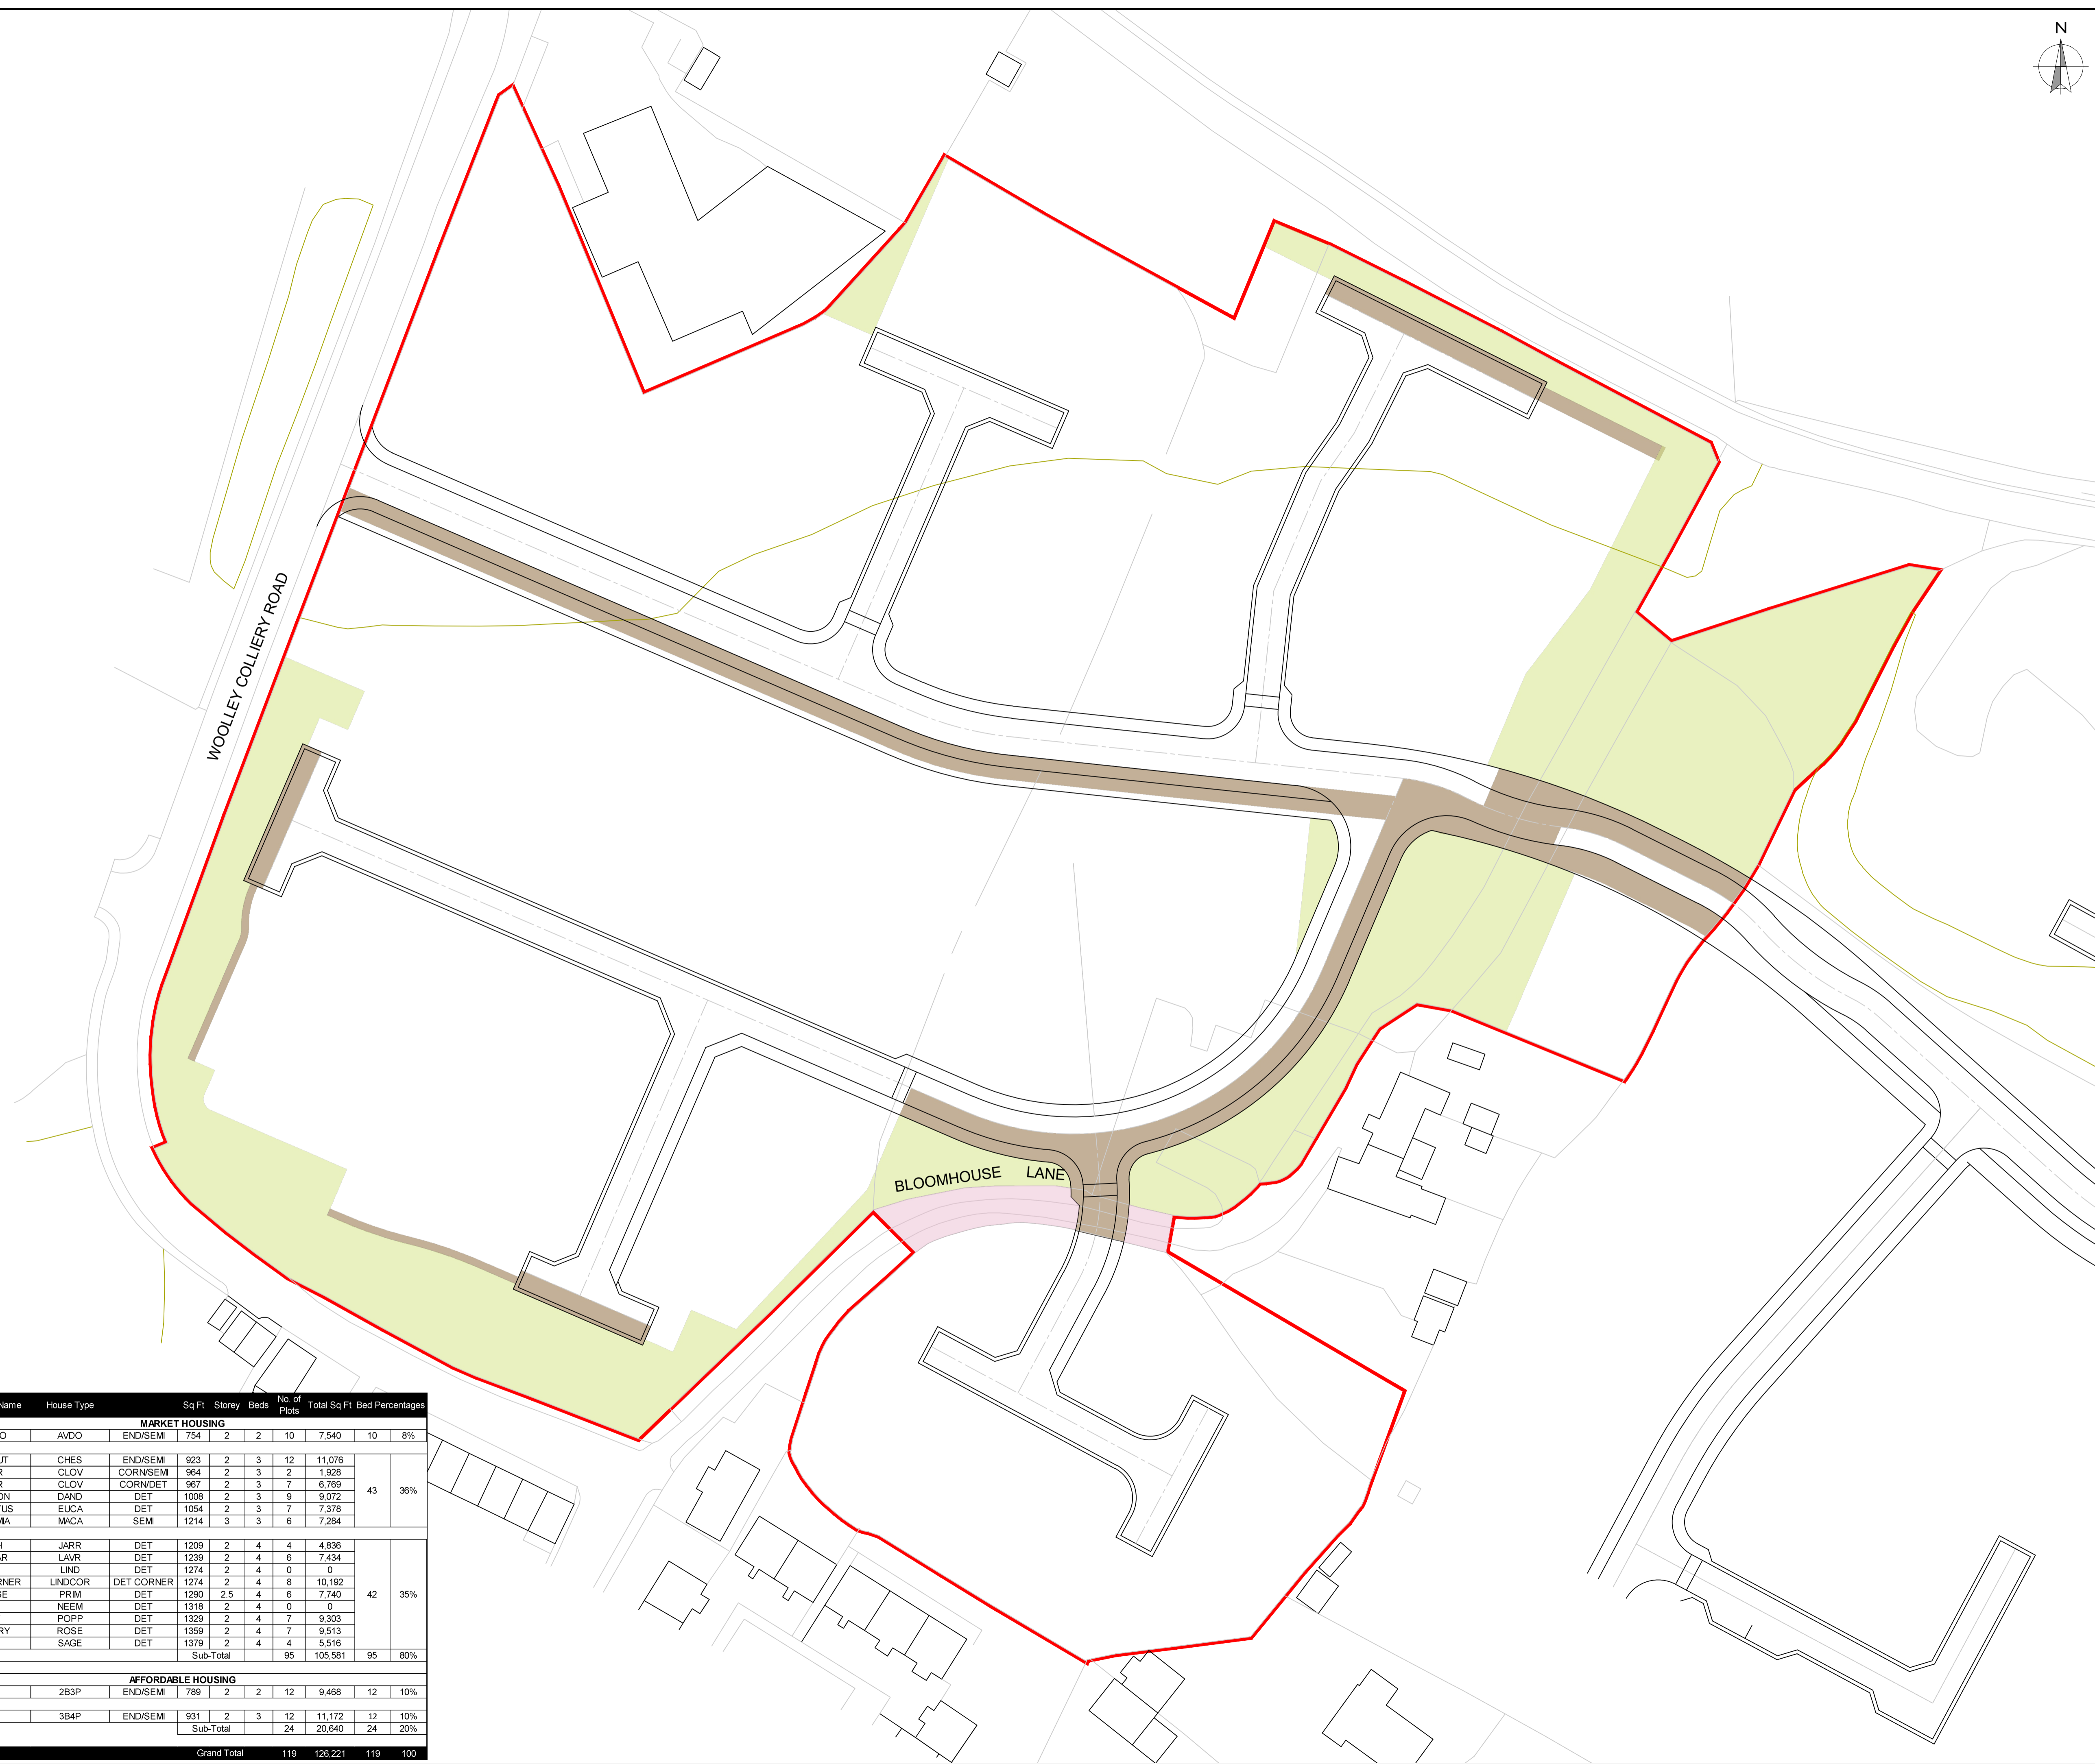 N
WOOLLEY COLLIERY ROAD
BLOOMHOUSE LANE
Name House Type Sq Ft Storey Beds No. of Plots Total Sq Ft Bed Percentages
MARKET HOUSING
O AVDO END/SEMI 754 2 2 10 7,540 10 8%
UT CHES END/SEMI 923 2 3 12 11,076
R CLOV CORN/SEMI 964 2 3 2 1,928
R CLOV CORN/DET 967 2 3 7 6,769
ON DAND DET 1008 2 3 9 9,072 43 36%
TUS EUCA DET 1054 2 3 7 7,378
MIA MACA SEMI 1214 3 3 6 7,284
H JARR DET 1209 2 4 4 4,836
AR LAVR DET 1239 2 4 6 7,434
LIND DET 1274 2 4 0 0
RNER LINDCOR DET CORNER 1274 2 4 8 10,192
SE PRIM DET 1290 2.5 4 6 7,740 42 35%
NEEM DET 1318 2 4 0 0
POPP DET 1329 2 4 7 9,303
RY ROSE DET 1359 2 4 7 9,513
SAGE DET 1379 2 4 4 5,516
Sub-Total 95 105,581 95 80%
AFFORDABLE HOUSING
2B3P END/SEMI 789 2 2 12 9,468 12 10%
3B4P END/SEMI 931 2 3 12 11,172 12 10%
Sub-Total 24 20,640 24 20%
Grand Total 119 126,221 119 100